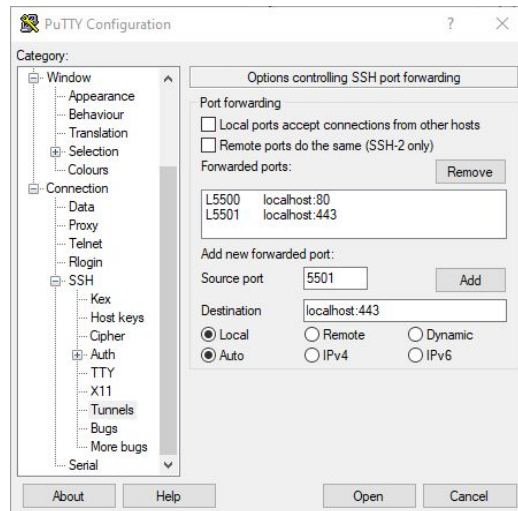 PuTTY Configuration
?
Category:
Window
Appearance
Behaviour
Translation
Selection
Colours
Connection
Data
Proxy
Telnet
Rlogin
SSH
Kex
Host keys
Cipher
Auth
TTY
X11
Tunnels
Bugs
More bugs
Serial
Options controlling SSH port forwarding
Port forwarding
Local ports accept connections from other hosts
Remote ports do the same (SSH-2 only)
Forwarded ports:
Remove
L5500 localhost:80
L5501 localhost:443
Add new forwarded port:
Source port 5501 Add
Destination localhost:443
Local Remote Dynamic
Auto IPv4 IPv6
About Help Open Cancel